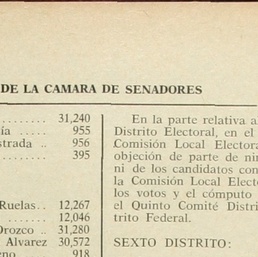 DE LA CAMARA DE SENADORES
......... 31,240
ía ..... 955
strada .. 956
......... 395
Ruelas.. 12,267
......... 12,046
Orozco .. 31,280
Alvarez 30,572
918
En la parte relativa a
Distrito Electoral, en el
Comisión Local Electora
objeción de parte de nin
ni de los candidatos con
la Comisión Local Electo
los votos y el cómputo
el Quinto Comité Distri
trito Federal.
SEXTO DISTRITO: